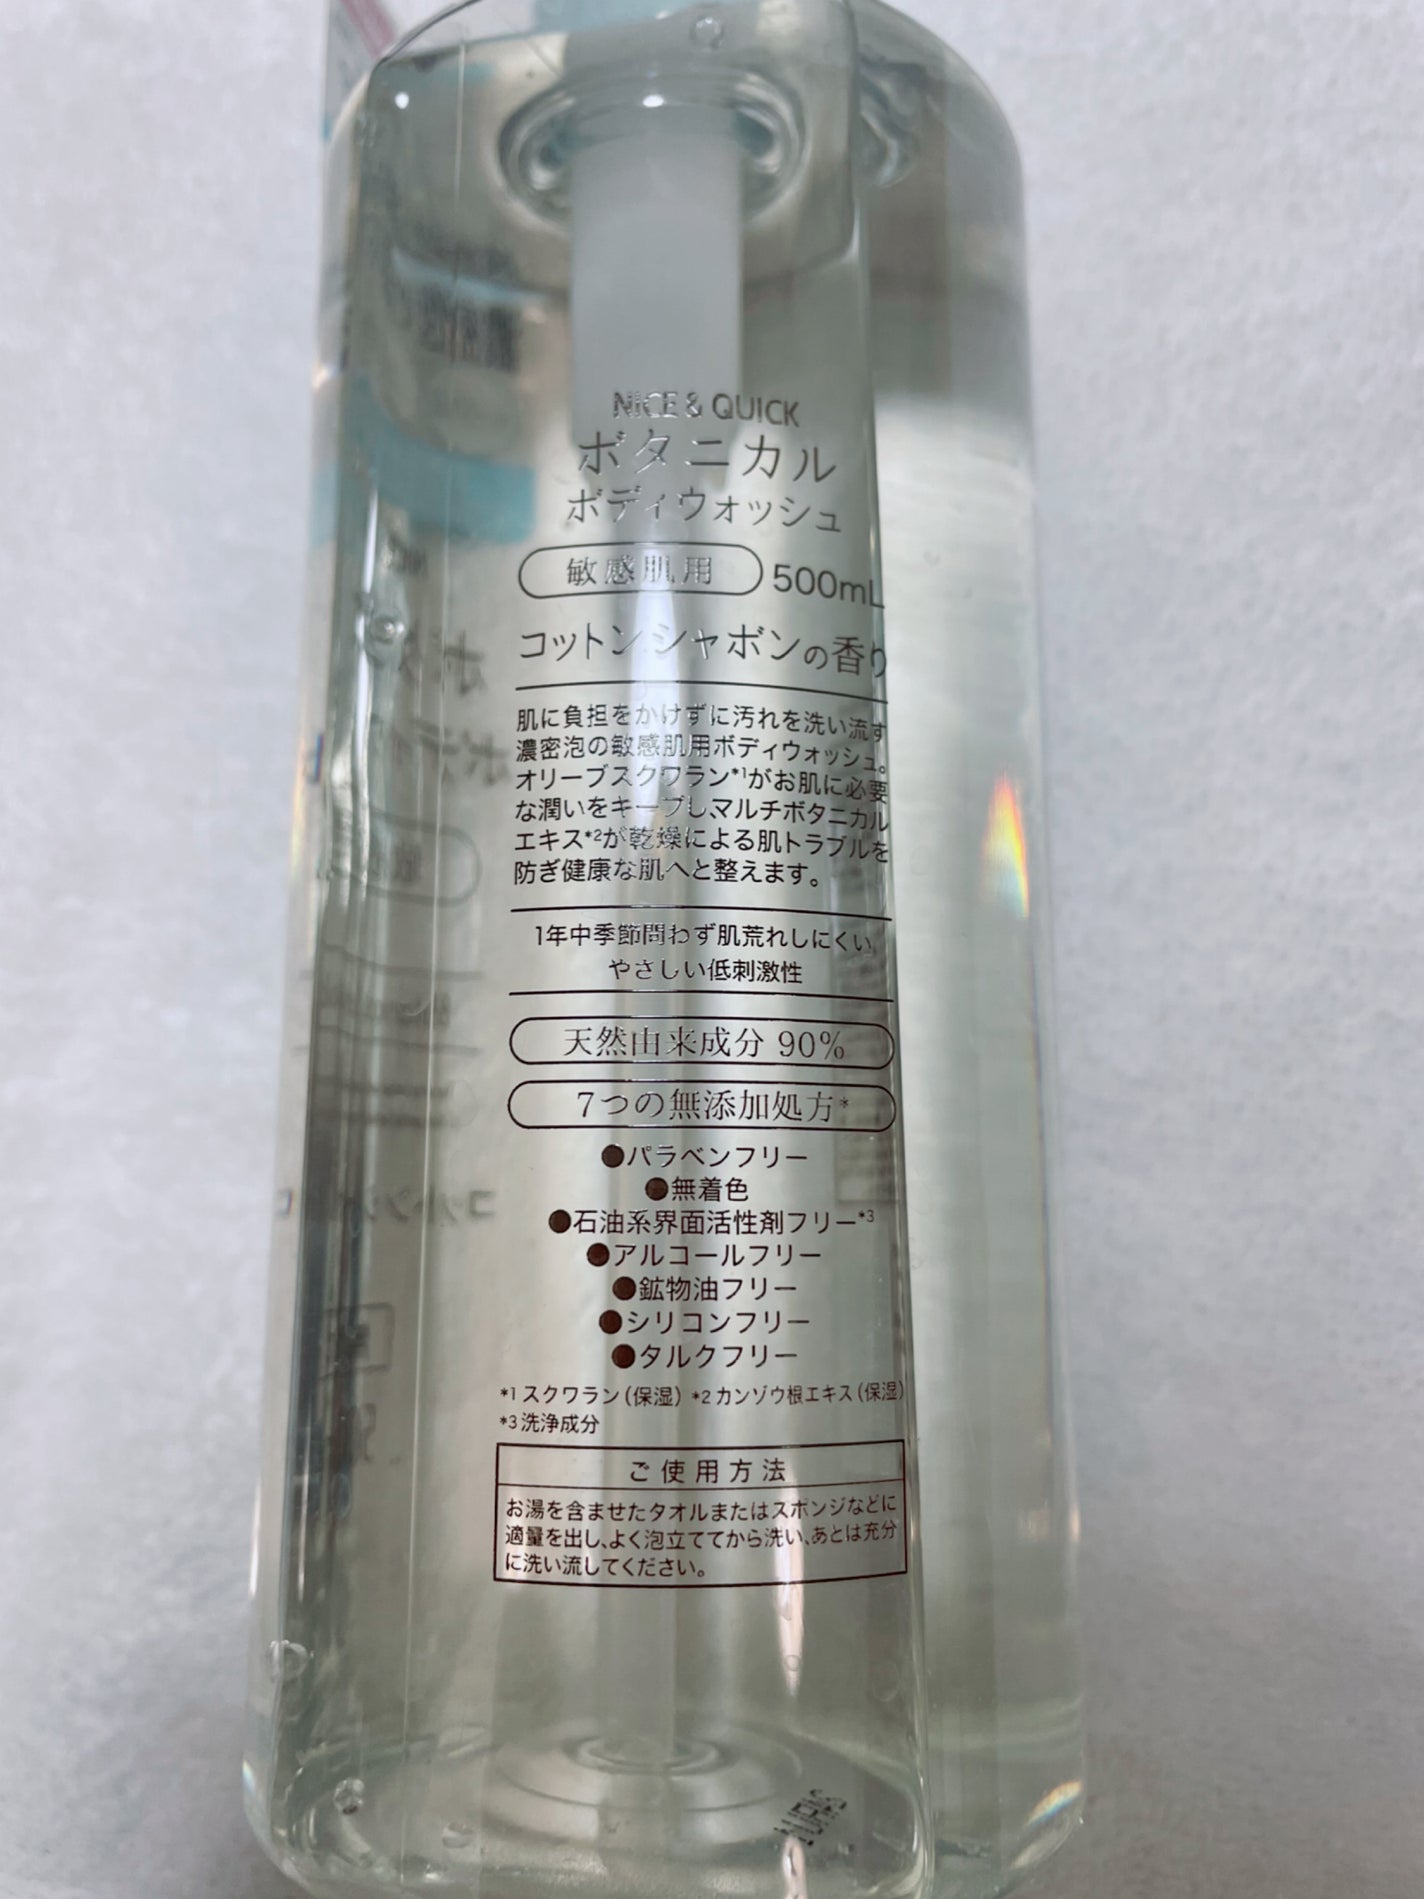 NICE & QUICK
ボタニカル
ボディウォッシュ
敏感肌用 500mL
コットンシャボンの香り
肌に負担をかけずに汚れを洗い流す
濃密泡の敏感肌用ボディウォッシュ。
オリーブスクワラン*1がお肌に必要
な潤いをキープし、マルチボタニカル
エキス*2が乾燥による肌トラブルを
防ぎ健康な肌へと整えます。
1年中季節問わず肌荒れしにくい
やさしい低刺激性
天然由来成分 90%
7つの無添加処方*
●パラベンフリー
●無着色
●石油系界面活性剤フリー*3
●アルコールフリー
●鉱物油フリー
●シリコンフリー
●タルクフリー
*1 スクワラン(保湿) *2 カンゾウ根エキス(保湿)
*3 洗浄成分
ご使用方法
お湯を含ませたタオルまたはスポンジなどに
適量を出し、よく泡立ててから洗い、あとは充分
に洗い流してください。